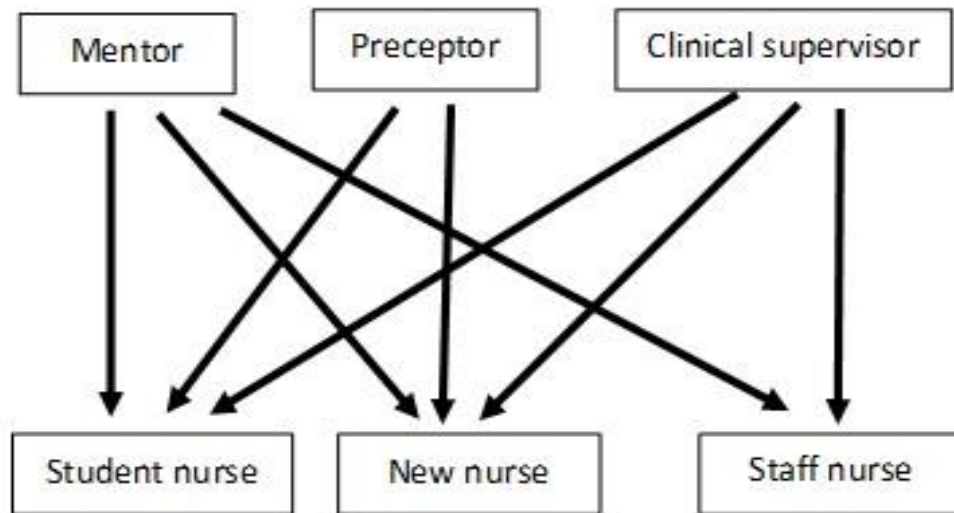 Mentor
Preceptor
Clinical supervisor
Student nurse
New nurse
Staff nurse